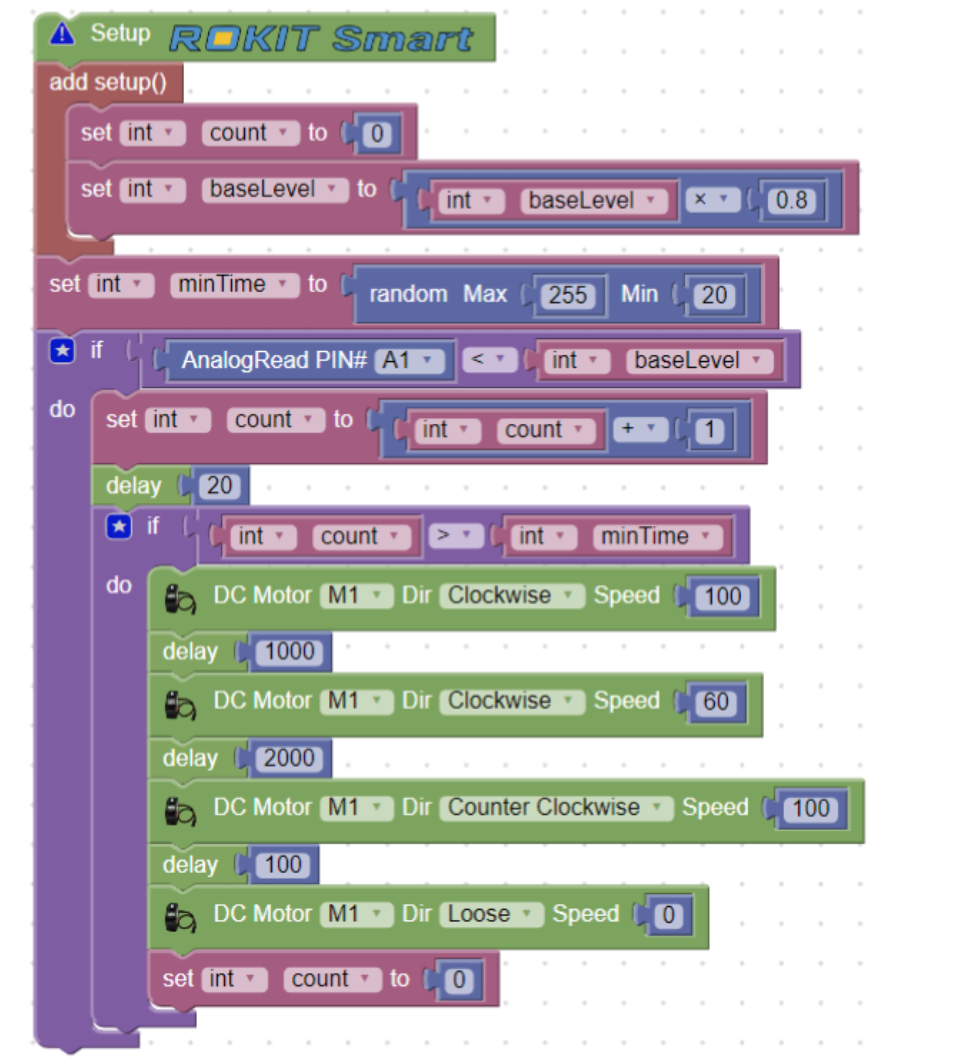 Setup ROKIT Smart
add setup()
set int count to 0
set int baseLevel to int baseLevel × 0.8
set int minTime to random Max 255 Min 20
if AnalogRead PIN# A1 < int baseLevel
do set int count to int count + 1
delay 20
if int count > int minTime
do DC Motor M1 Dir Clockwise Speed 100
delay 1000
DC Motor M1 Dir Clockwise Speed 60
delay 2000
DC Motor M1 Dir Counter Clockwise Speed 100
delay 100
DC Motor M1 Dir Loose Speed 0
set int count to 0